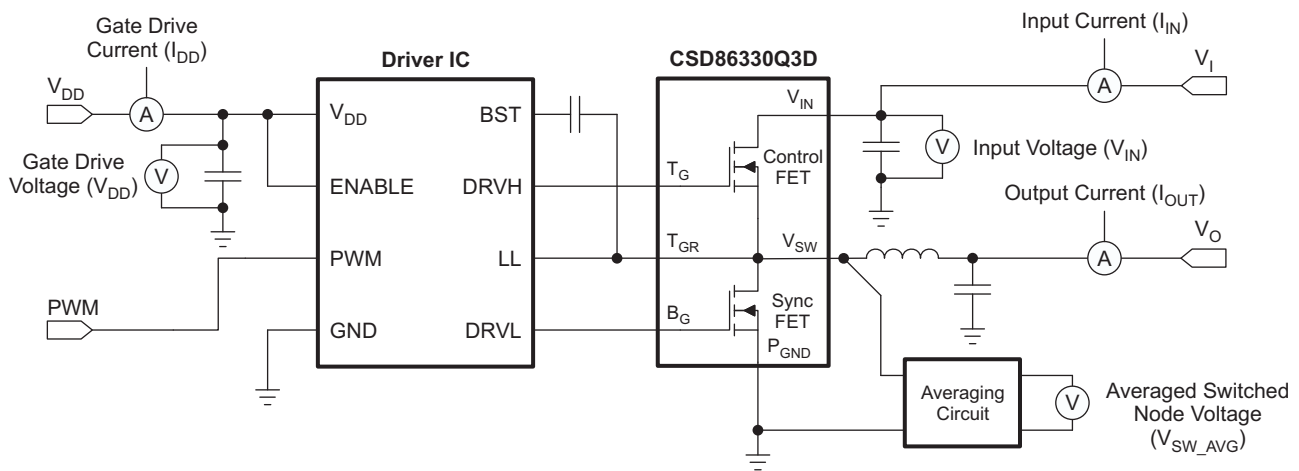 Gate Drive
Current (I_DD)
V_DD
A
Gate Drive
Voltage (V_DD)
V
PWM
Driver IC
V_DD
ENABLE
PWM
GND
BST
DRVH
LL
DRVL
CSD86330Q3D
V_IN
T_G
Control
FET
T_GR
V_SW
B_G
Sync
FET
P_GND
Input Current (I_IN)
A
V_I
V
Input Voltage (V_IN)
Output Current (I_OUT)
A
V_O
Averaging
Circuit
V
Averaged Switched
Node Voltage
(V_SW_AVG)